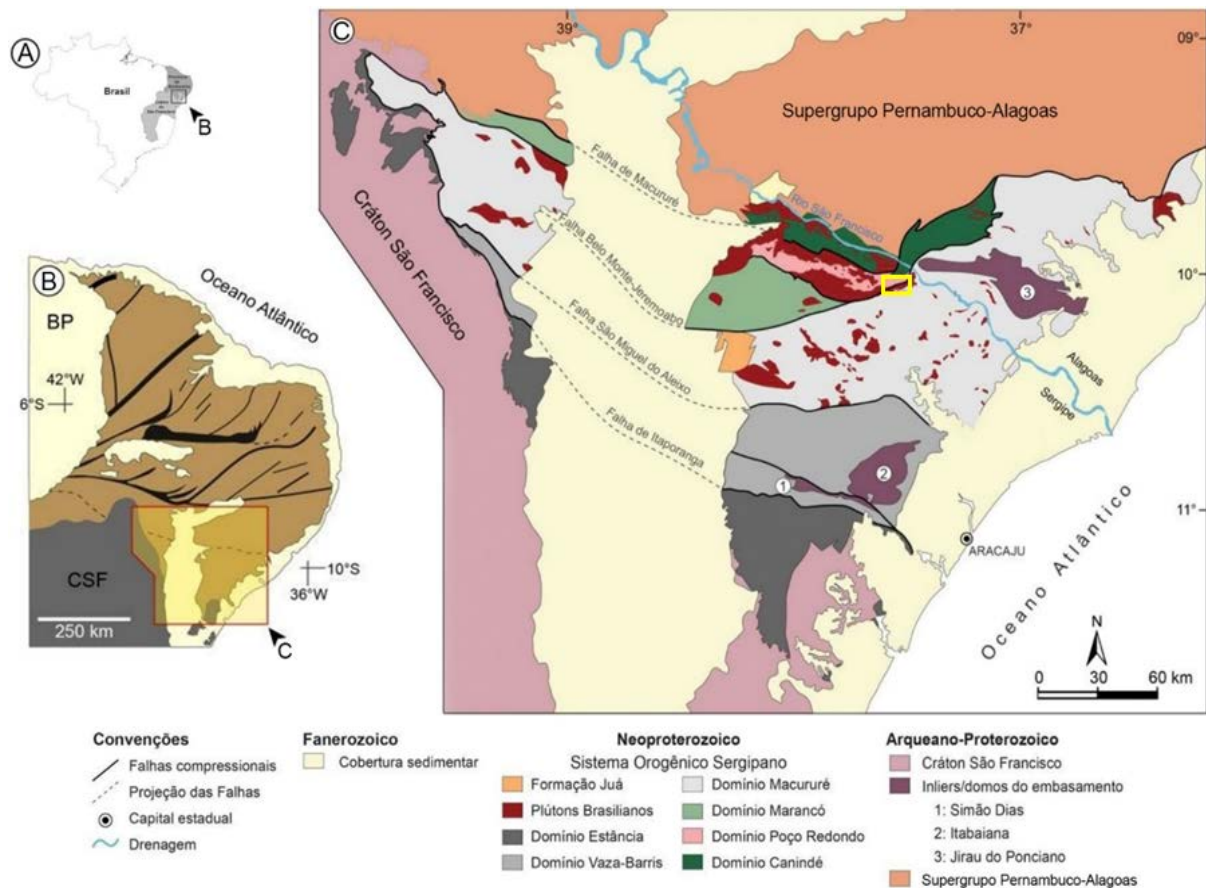 A
Brasil
B
B
BP
42°W
6°S
Oceano Atlântico
CSF
10°S
36°W
250 km
C
C
39°
37°
09°
10°
11°
Supergrupo Pernambuco-Alagoas
Falha de Macururé
Rio São Francisco
Cráton São Francisco
Falha Belo Monte-Jeremoabo
3
Falha São Miguel do Aleixo
Alagoas
Sergipe
Falha de Itaporanga
1
2
ARACAJU
Oceano Atlântico
N
0 30 60 km
Convenções
Falhas compressionais
Projeção das Falhas
Capital estadual
Drenagem
Fanerozoico
Cobertura sedimentar
Neoproterozoico
Sistema Orogênico Sergipano
Formação Juá
Plútons Brasilianos
Domínio Estância
Domínio Vaza-Barris
Domínio Macururé
Domínio Marancó
Domínio Poço Redondo
Domínio Canindé
Arqueano-Proterozoico
Cráton São Francisco
Inliers/domos do embasamento
1: Simão Dias
2: Itabaiana
3: Jirau do Ponciano
Supergrupo Pernambuco-Alagoas